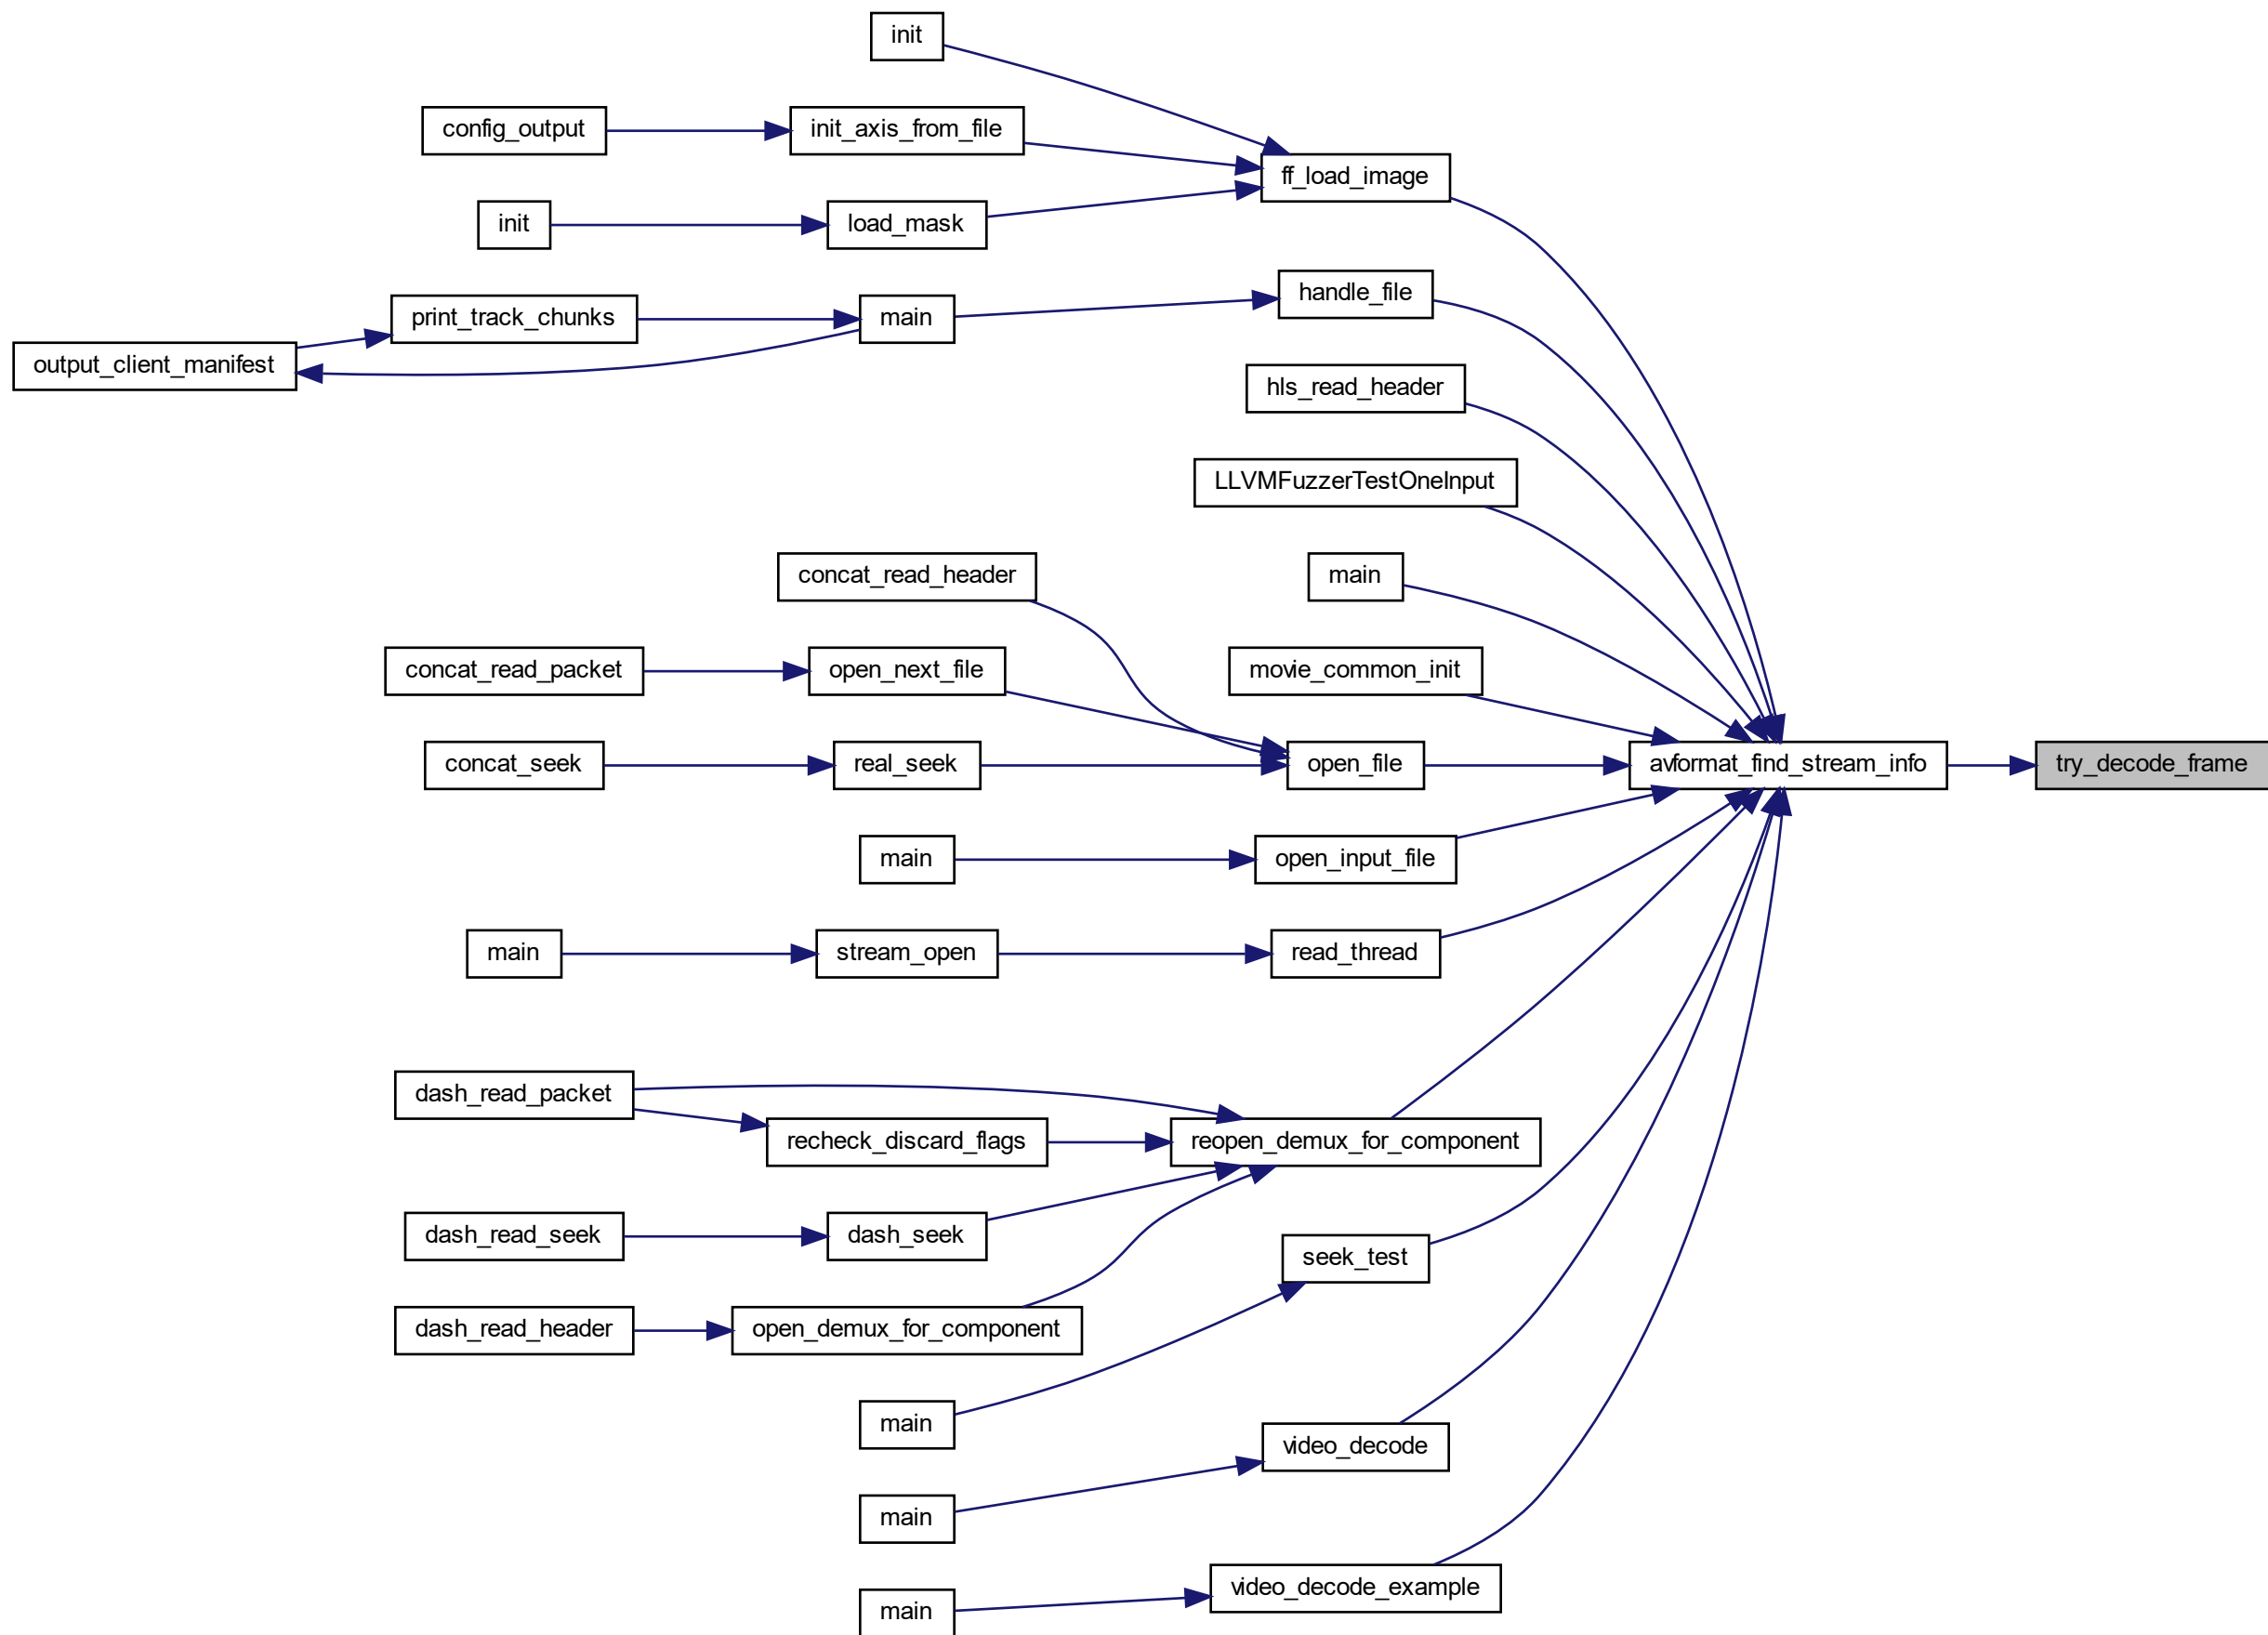 init
config_output
init_axis_from_file
ff_load_image
init
load_mask
handle_file
print_track_chunks
main
output_client_manifest
hls_read_header
LLVMFuzzerTestOneInput
concat_read_header
main
concat_read_packet
open_next_file
movie_common_init
concat_seek
real_seek
open_file
avformat_find_stream_info
try_decode_frame
main
open_input_file
main
stream_open
read_thread
dash_read_packet
recheck_discard_flags
reopen_demux_for_component
dash_read_seek
dash_seek
seek_test
dash_read_header
open_demux_for_component
main
video_decode
main
video_decode_example
main